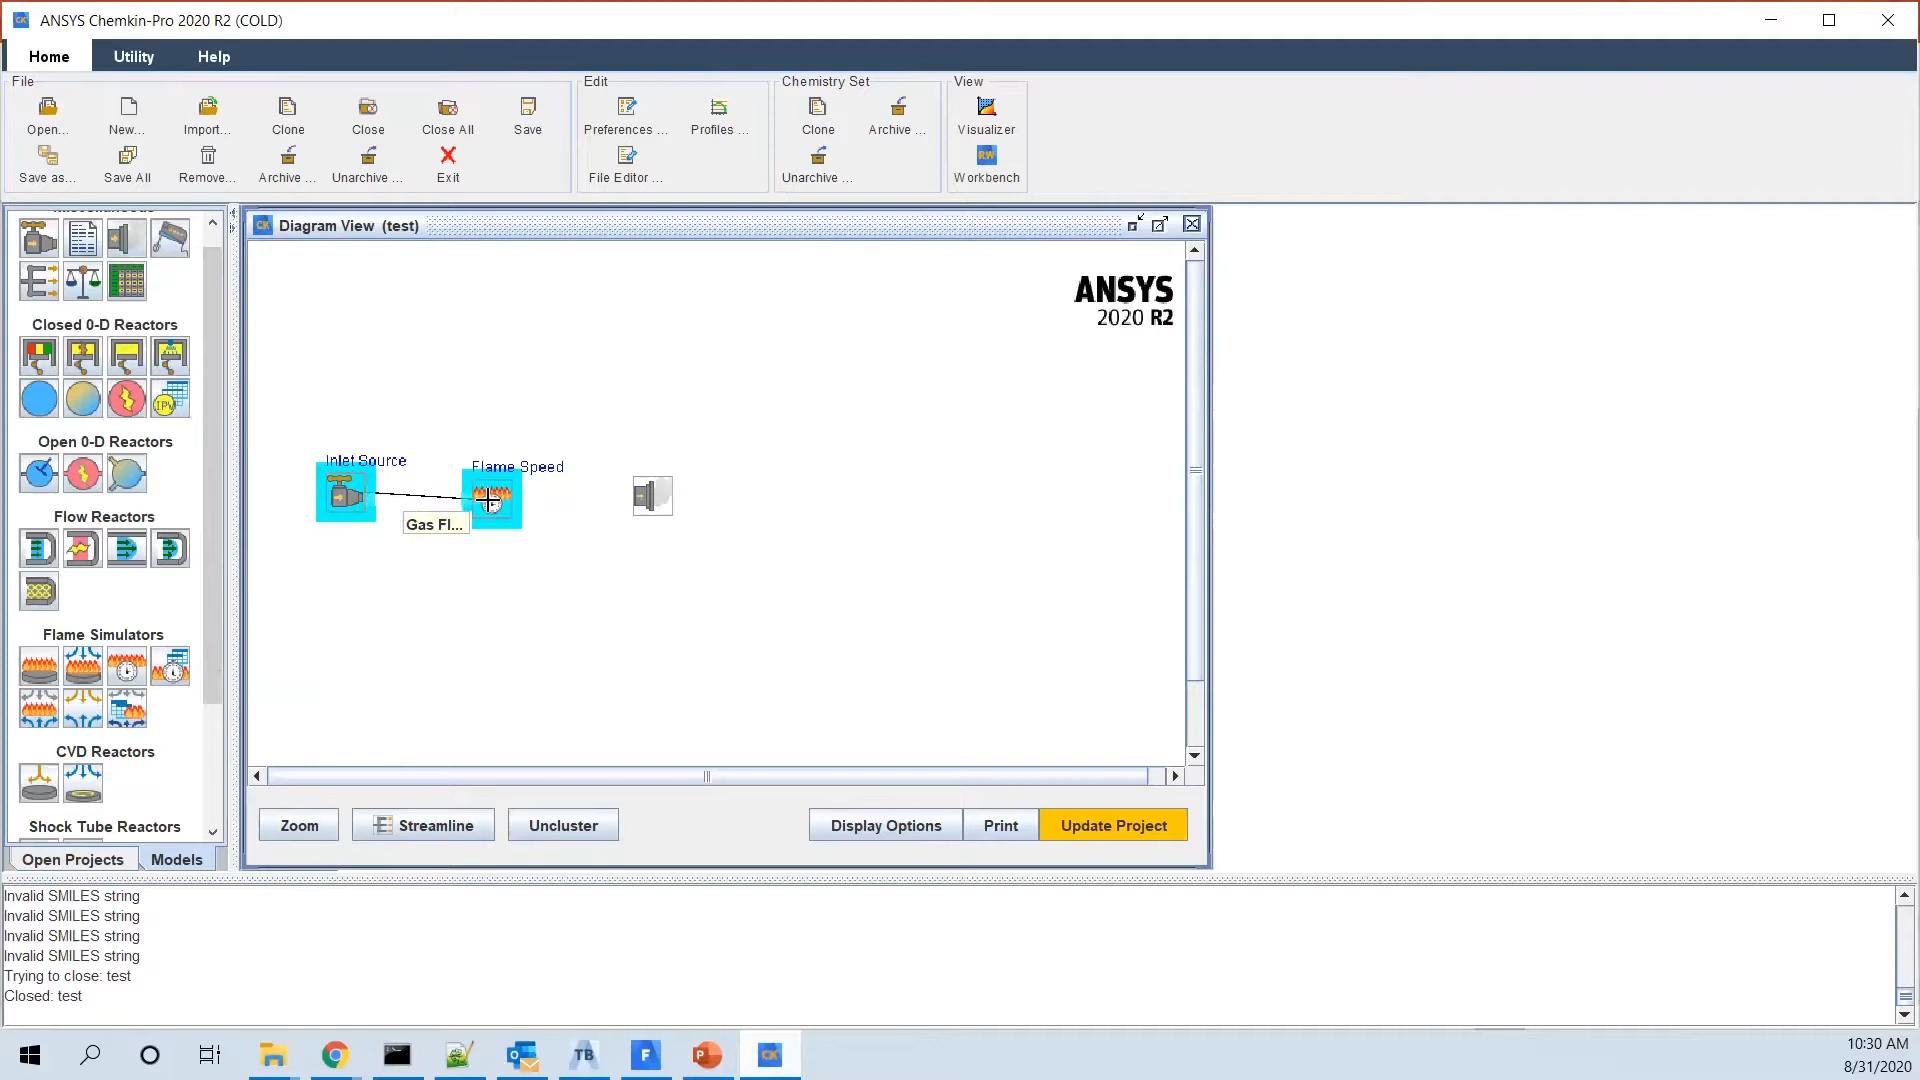 ANSYS Chemkin-Pro 2020 R2 (COLD)
Home Utility Help
File Edit Chemistry Set View
Open... New... Import... Clone Close Close All Save Preferences ... Profiles ... Clone Archive ... Visualizer
Save as... Save All Remove... Archive ... Unarchive ... Exit File Editor ... Unarchive ... Workbench
Diagram View (test)
ANSYS
2020 R2
Closed 0-D Reactors
Open 0-D Reactors
Inlet Source Flame Speed
Gas Fl...
Flow Reactors
Flame Simulators
CVD Reactors
Shock Tube Reactors
Zoom Streamline Uncluster Display Options Print Update Project
Open Projects Models
Invalid SMILES string
Invalid SMILES string
Invalid SMILES string
Invalid SMILES string
Trying to close: test
Closed: test
10:30 AM
8/31/2020